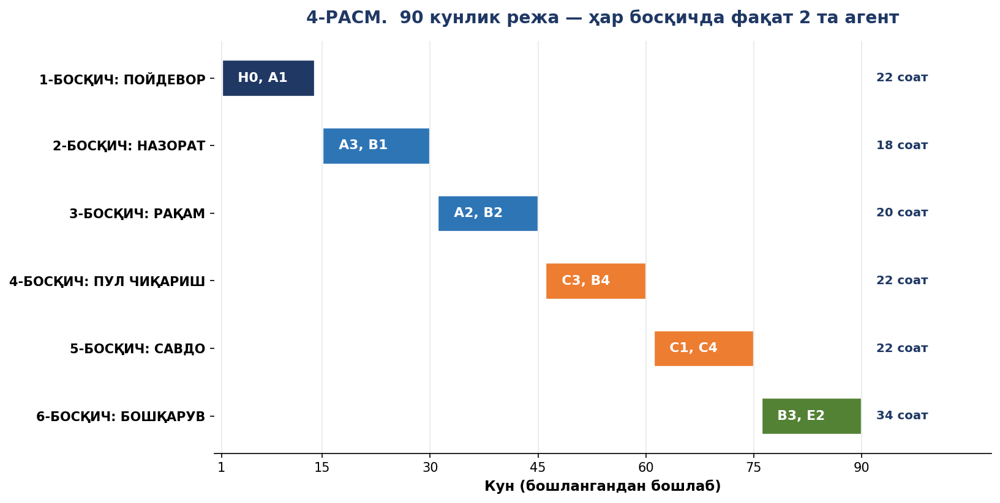 4-РАСМ.  90 кунлик режа — ҳар босқичда фақат 2 та агент
1-БОСҚИЧ: ПОЙДЕВОР
H0, A1
22 соат
2-БОСҚИЧ: НАЗОРАТ
A3, B1
18 соат
3-БОСҚИЧ: РАҚАМ
A2, B2
20 соат
4-БОСҚИЧ: ПУЛ ЧИҚАРИШ
C3, B4
22 соат
5-БОСҚИЧ: САВДО
C1, C4
22 соат
6-БОСҚИЧ: БОШҚАРУВ
B3, E2
34 соат
1 15 30 45 60 75 90
Кун (бошлангандан бошлаб)